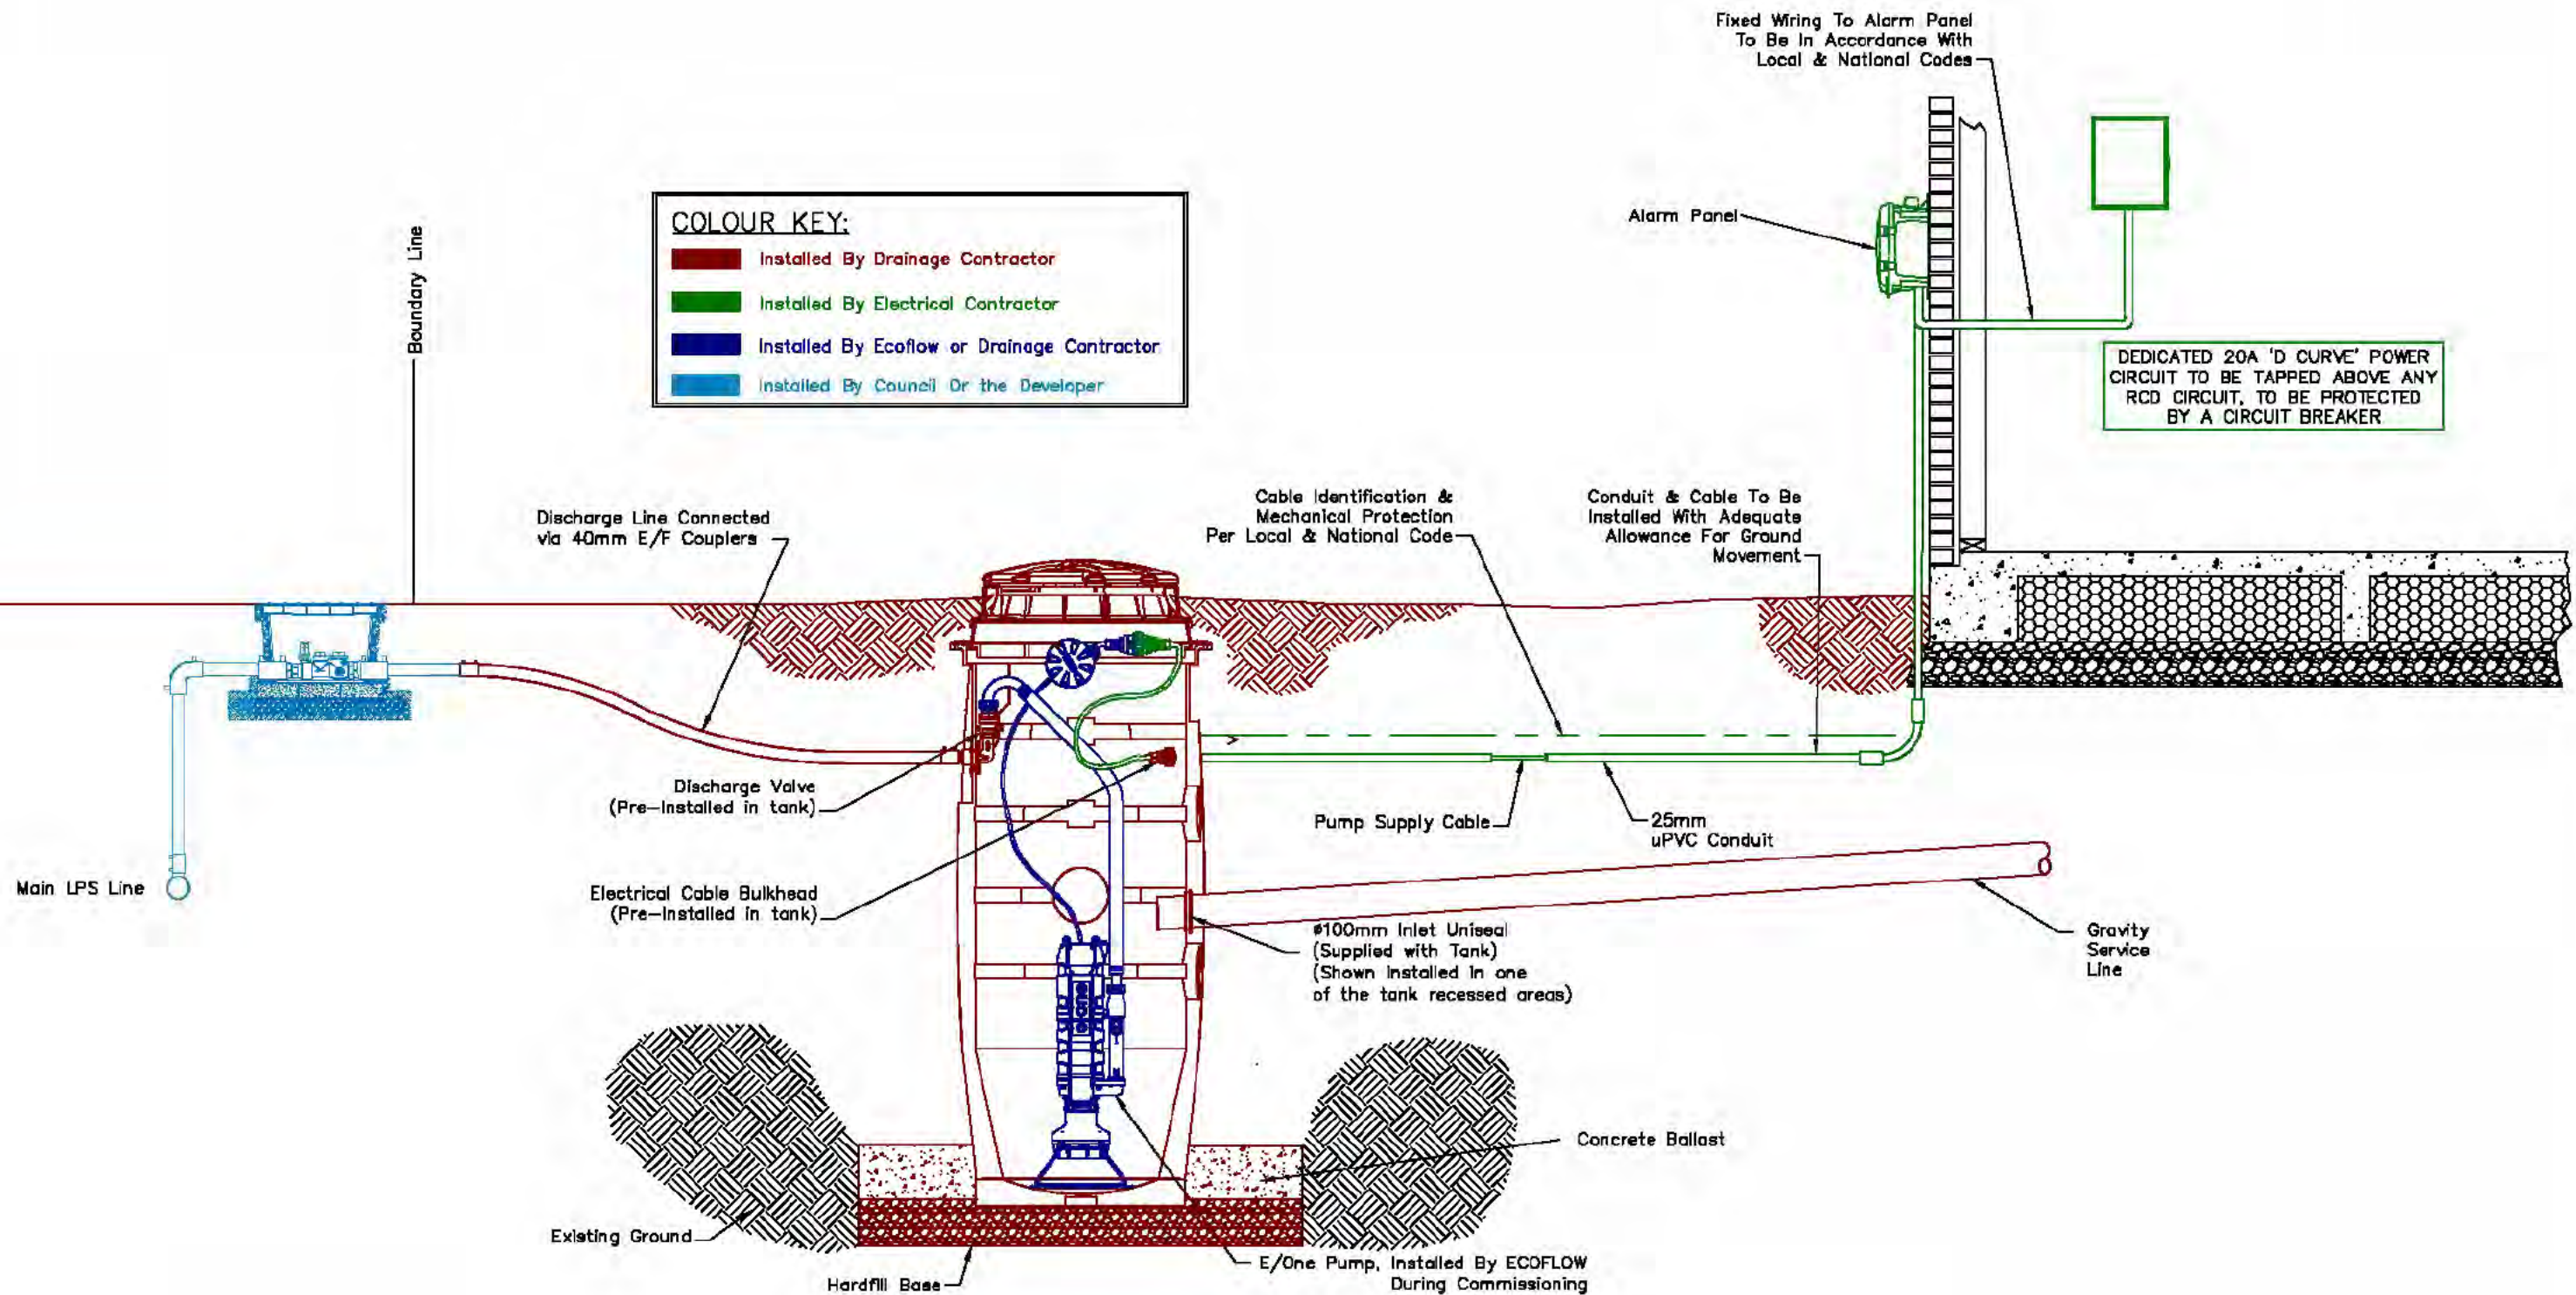 Fixed Wiring To Alarm Panel
To Be In Accordance With
Local & National Codes
Alarm Panel
Boundary Line
COLOUR KEY:
Installed By Drainage Contractor
Installed By Electrical Contractor
Installed By Ecoflow or Drainage Contractor
Installed By Council Or the Developer
DEDICATED 20A 'D CURVE' POWER
CIRCUIT TO BE TAPPED ABOVE ANY
RCD CIRCUIT, TO BE PROTECTED
BY A CIRCUIT BREAKER
Discharge Line Connected
via 40mm E/F Couplers
Cable Identification &
Mechanical Protection
Per Local & National Code
Conduit & Cable To Be
Installed With Adequate
Allowance For Ground
Movement
Discharge Valve
(Pre-Installed in tank)
Pump Supply Cable
25mm
uPVC Conduit
Main LPS Line
Electrical Cable Bulkhead
(Pre-Installed in tank)
ø100mm Inlet Uniseal
(Supplied with Tank)
(Shown Installed in one
of the tank recessed areas)
Gravity
Service
Line
eone
Concrete Ballast
Existing Ground
Hardfill Base
E/One Pump, Installed By ECOFLOW
During Commissioning